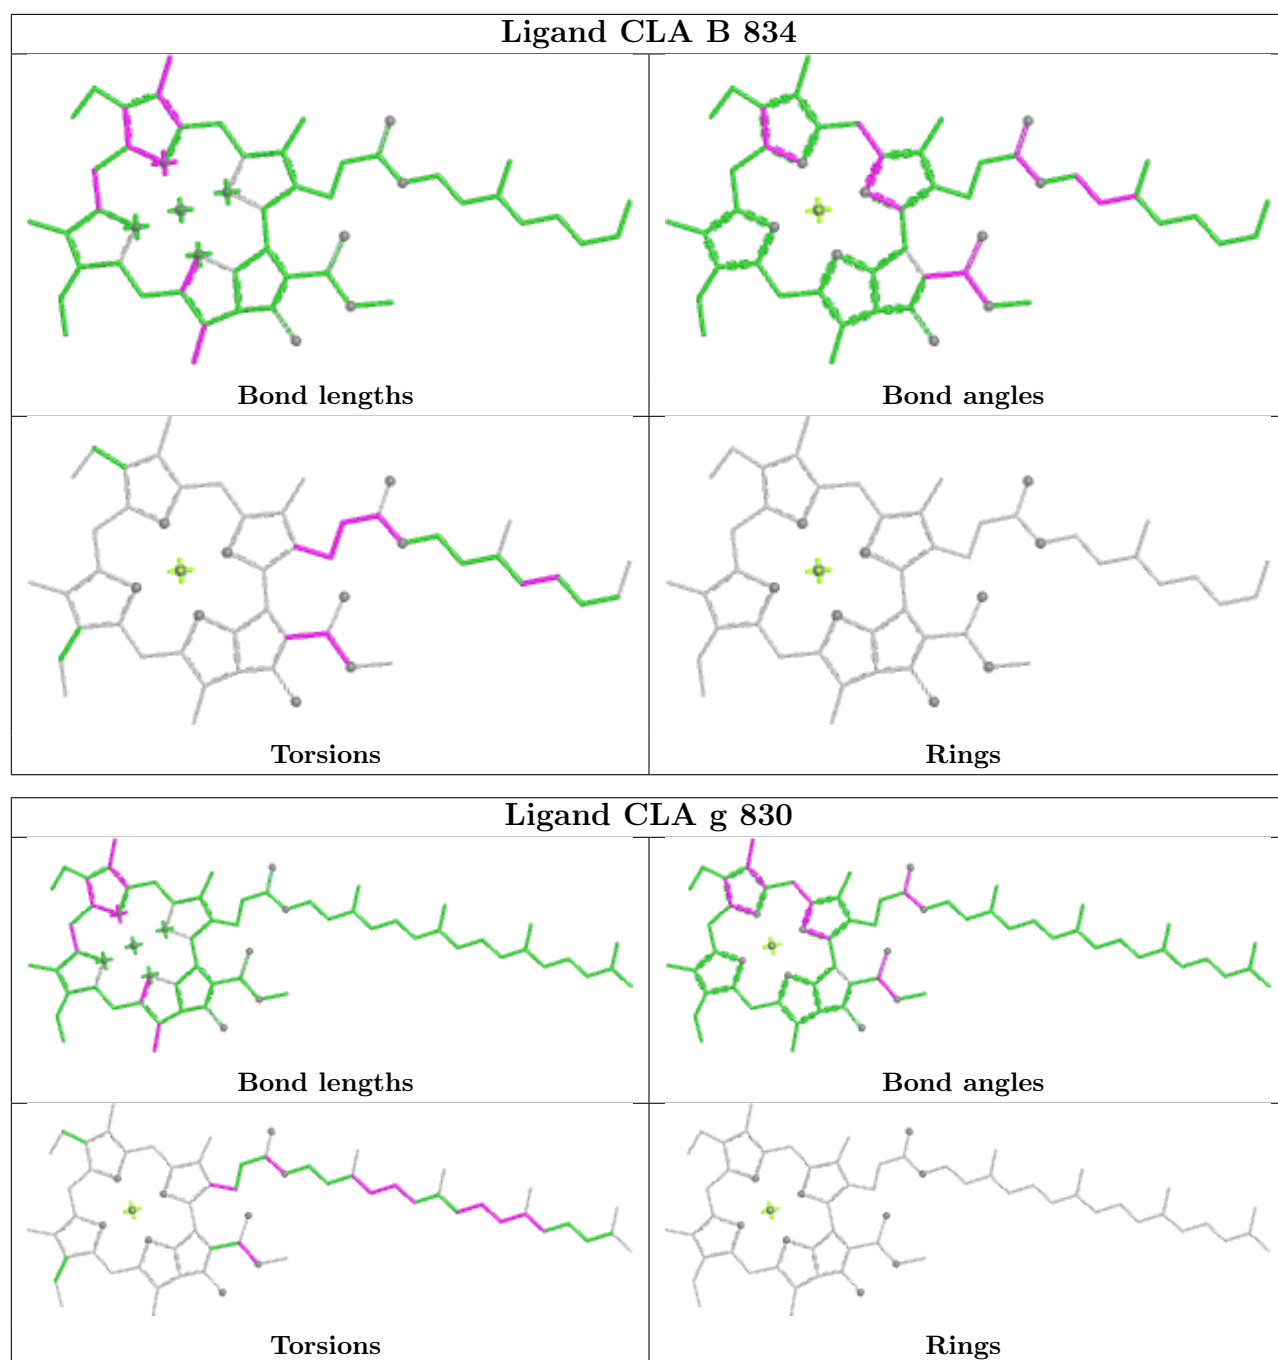 Ligand CLA B 834
Bond lengths
Bond angles
Torsions
Rings
Ligand CLA g 830
Bond lengths
Bond angles
Torsions
Rings